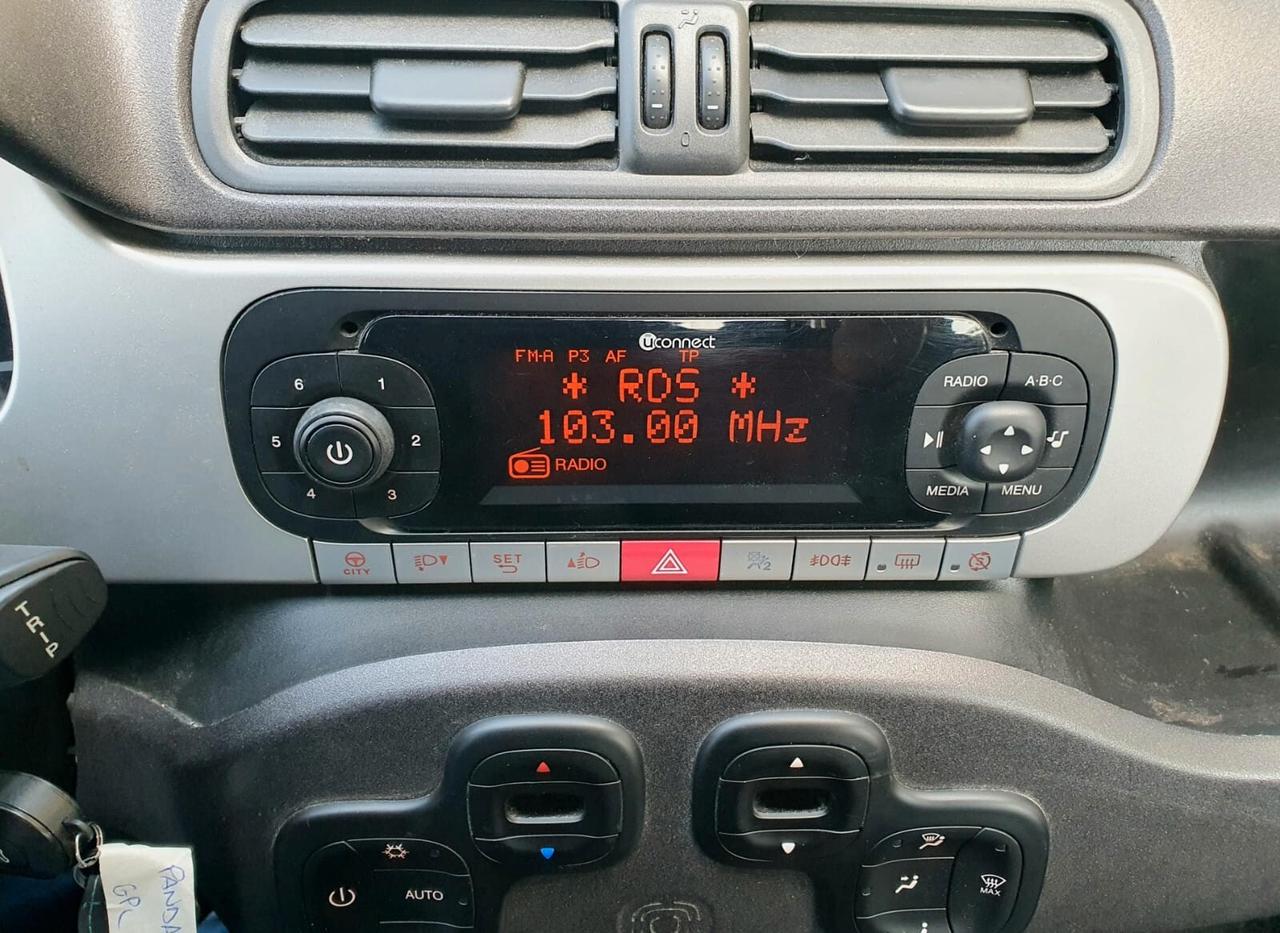 uconnect
FM-A P3 AF TP
* RDS *
103.00 MHz
RADIO
6 1
5 2
4 3
RADIO A·B·C
MEDIA MENU
CITY
SET
2
TRIP
AUTO
MAX
PANDA
GPL